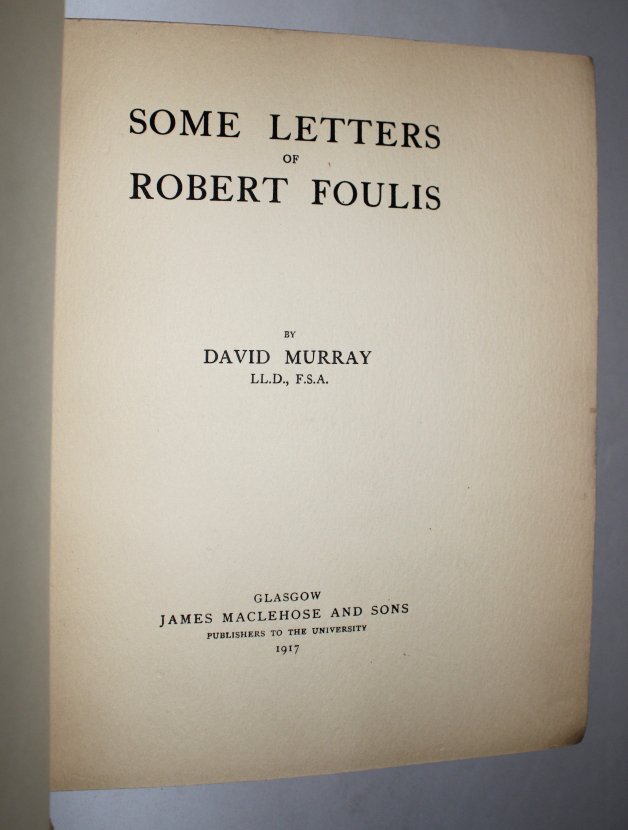 SOME LETTERS
OF
ROBERT FOULIS
BY
DAVID MURRAY
LL.D., F.S.A.
GLASGOW
JAMES MACLEHOSE AND SONS
PUBLISHERS TO THE UNIVERSITY
1917